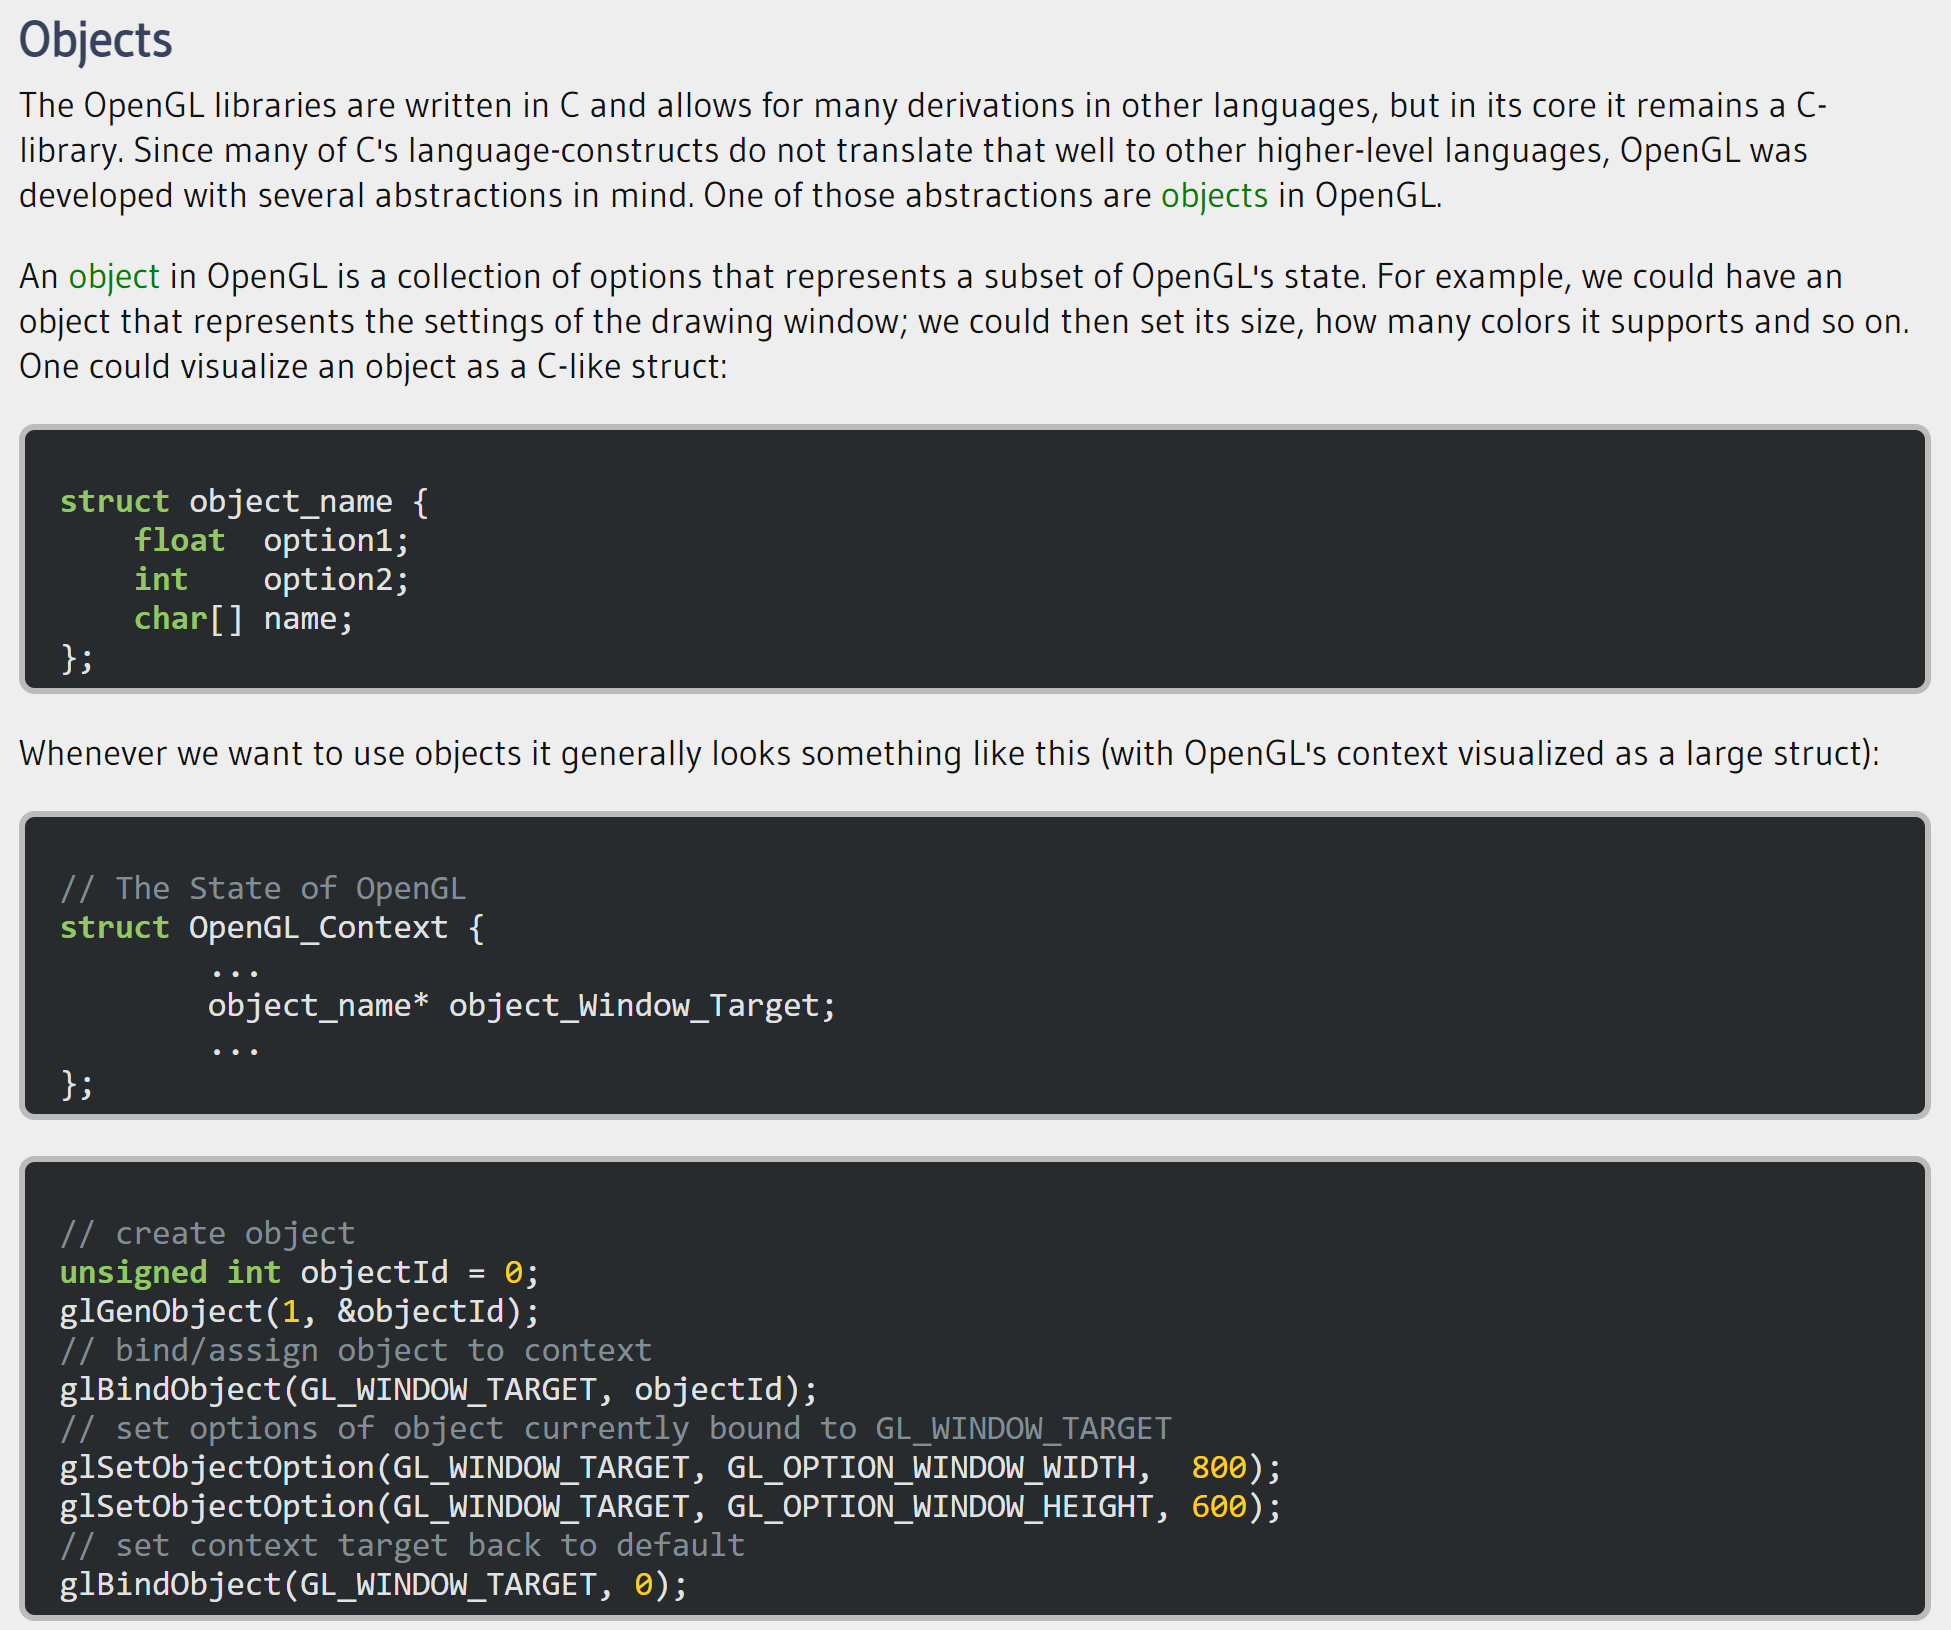 Objects
The OpenGL libraries are written in C and allows for many derivations in other languages, but in its core it remains a C-
library. Since many of C's language-constructs do not translate that well to other higher-level languages, OpenGL was
developed with several abstractions in mind. One of those abstractions are objects in OpenGL.
An object in OpenGL is a collection of options that represents a subset of OpenGL's state. For example, we could have an
object that represents the settings of the drawing window; we could then set its size, how many colors it supports and so on.
One could visualize an object as a C-like struct:
struct object_name {
    float  option1;
    int    option2;
    char[] name;
};
Whenever we want to use objects it generally looks something like this (with OpenGL's context visualized as a large struct):
// The State of OpenGL
struct OpenGL_Context {
        ...
        object_name* object_Window_Target;
        ...
};
// create object
unsigned int objectId = 0;
glGenObject(1, &objectId);
// bind/assign object to context
glBindObject(GL_WINDOW_TARGET, objectId);
// set options of object currently bound to GL_WINDOW_TARGET
glSetObjectOption(GL_WINDOW_TARGET, GL_OPTION_WINDOW_WIDTH,  800);
glSetObjectOption(GL_WINDOW_TARGET, GL_OPTION_WINDOW_HEIGHT, 600);
// set context target back to default
glBindObject(GL_WINDOW_TARGET, 0);